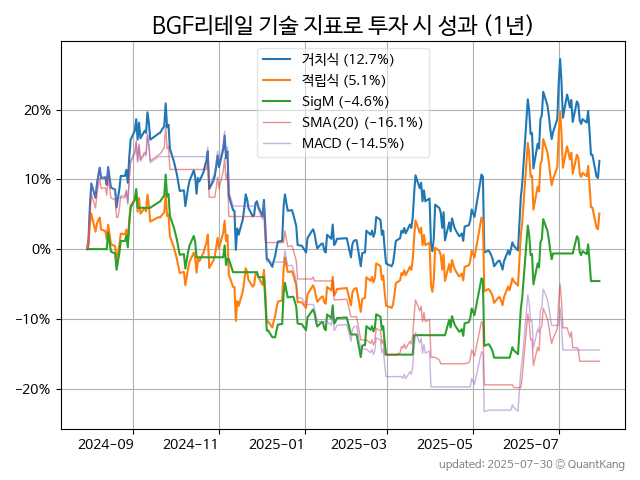 BGF리테일 기술 지표로 투자 시 성과 (1년)
거치식 (12.7%)
적립식 (5.1%)
SigM (−4.6%)
SMA(20) (−16.1%)
MACD (−14.5%)
20%
10%
0%
−10%
−20%
2024-09
2024-11
2025-01
2025-03
2025-05
2025-07
updated: 2025-07-30 © QuantKang